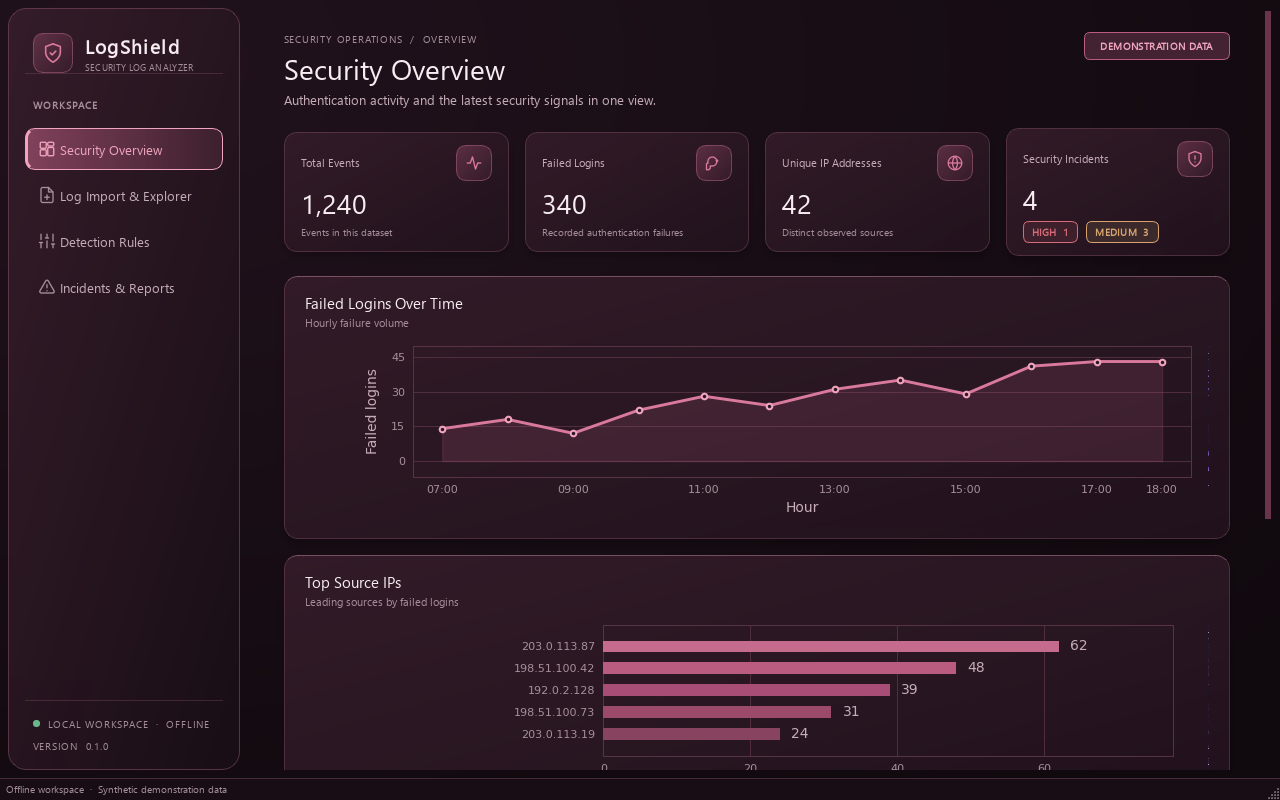 LogShield
SECURITY LOG ANALYZER
WORKSPACE
Security Overview
Log Import & Explorer
Detection Rules
Incidents & Reports
LOCAL WORKSPACE · OFFLINE
VERSION 0.1.0
SECURITY OPERATIONS / OVERVIEW
Security Overview
Authentication activity and the latest security signals in one view.
DEMONSTRATION DATA
Total Events
1,240
Events in this dataset
Failed Logins
340
Recorded authentication failures
Unique IP Addresses
42
Distinct observed sources
Security Incidents
4
HIGH 1
MEDIUM 3
Failed Logins Over Time
Hourly failure volume
Failed logins
45
30
15
0
07:00 09:00 11:00 13:00 15:00 17:00 18:00
Hour
Top Source IPs
Leading sources by failed logins
203.0.113.87 62
198.51.100.42 48
192.0.2.128 39
198.51.100.73 31
203.0.113.19 24
0 20 40 60
Offline workspace · Synthetic demonstration data